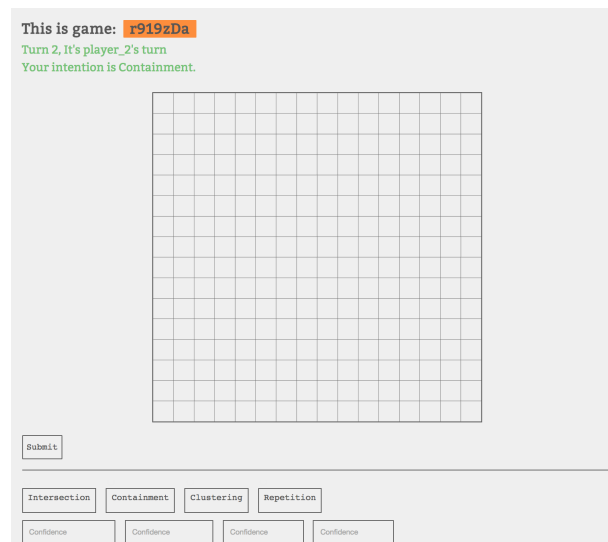 This is game: r919zDa
Turn 2, It's player_2's turn
Your intention is Containment.
Submit
Intersection Containment Clustering Repetition
Confidence Confidence Confidence Confidence